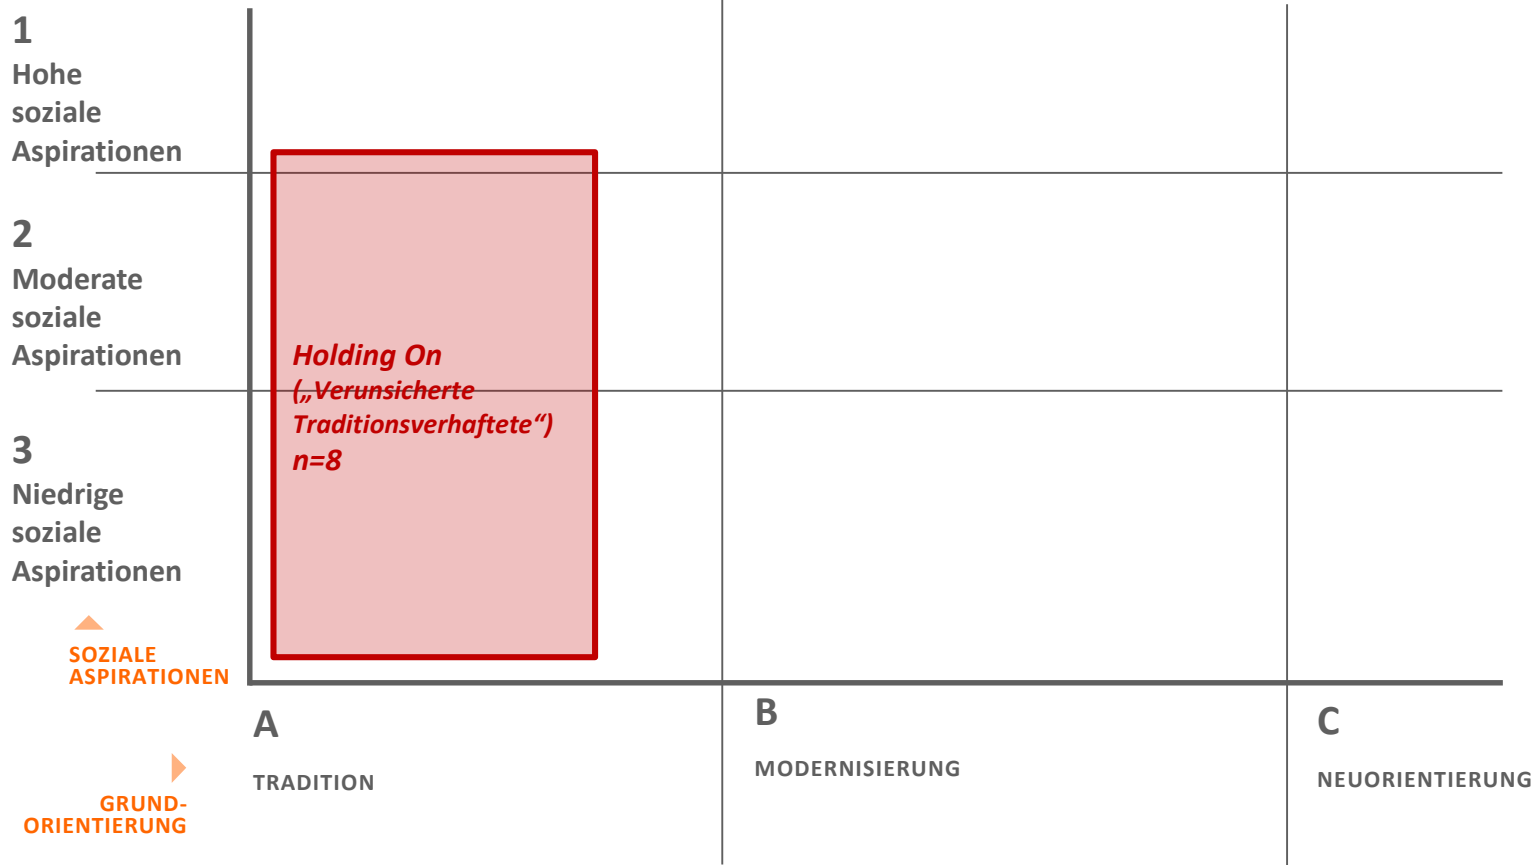 1
Hohe
soziale
Aspirationen
2
Moderate
soziale
Aspirationen
3
Niedrige
soziale
Aspirationen
Holding On
(„Verunsicherte
Traditionsverhaftete“)
n=8
SOZIALE
ASPIRATIONEN
GRUND-
ORIENTIERUNG
A
TRADITION
B
MODERNISIERUNG
C
NEUORIENTIERUNG